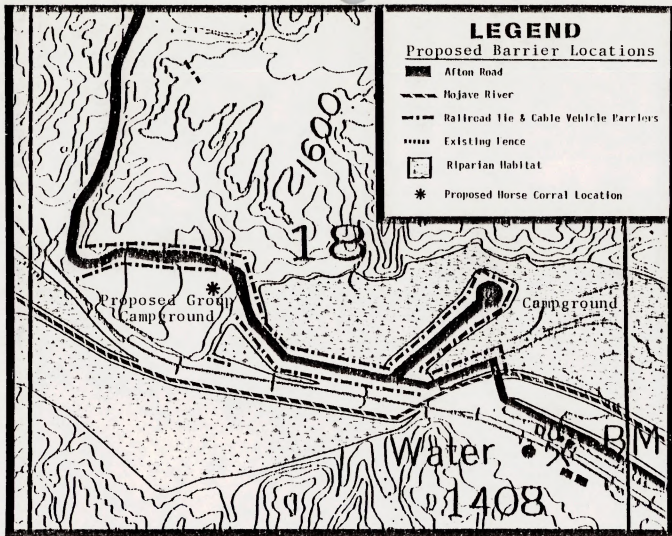 LEGEND
Proposed Barrier Locations
Afton Road
Mojave River
Railroad Tie & Cable Vehicle Barriers
Existing Fence
Riparian Habitat
Proposed Horse Corral Location
1600
18
Proposed Group
Campground
Campground
Water
BM
1408